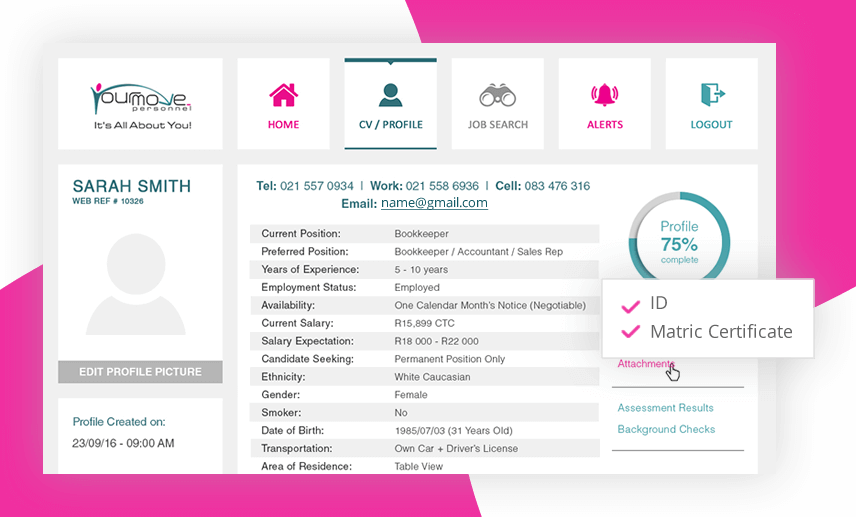 Yourmove
personnel
It's All About You!
HOME
CV / PROFILE
JOB SEARCH
ALERTS
LOGOUT
SARAH SMITH
WEB REF # 10326
EDIT PROFILE PICTURE
Profile Created on:
23/09/16 - 09:00 AM
Tel: 021 557 0934 | Work: 021 558 6936 | Cell: 083 476 316
Email: name@gmail.com
Current Position: Bookkeeper
Preferred Position: Bookkeeper / Accountant / Sales Rep
Years of Experience: 5 - 10 years
Employment Status: Employed
Availability: One Calendar Month's Notice (Negotiable)
Current Salary: R15,899 CTC
Salary Expectation: R18 000 - R22 000
Candidate Seeking: Permanent Position Only
Ethnicity: White Caucasian
Gender: Female
Smoker: No
Date of Birth: 1985/07/03 (31 Years Old)
Transportation: Own Car + Driver's License
Area of Residence: Table View
Profile
75%
complete
ID
Matric Certificate
Attachments
Assessment Results
Background Checks